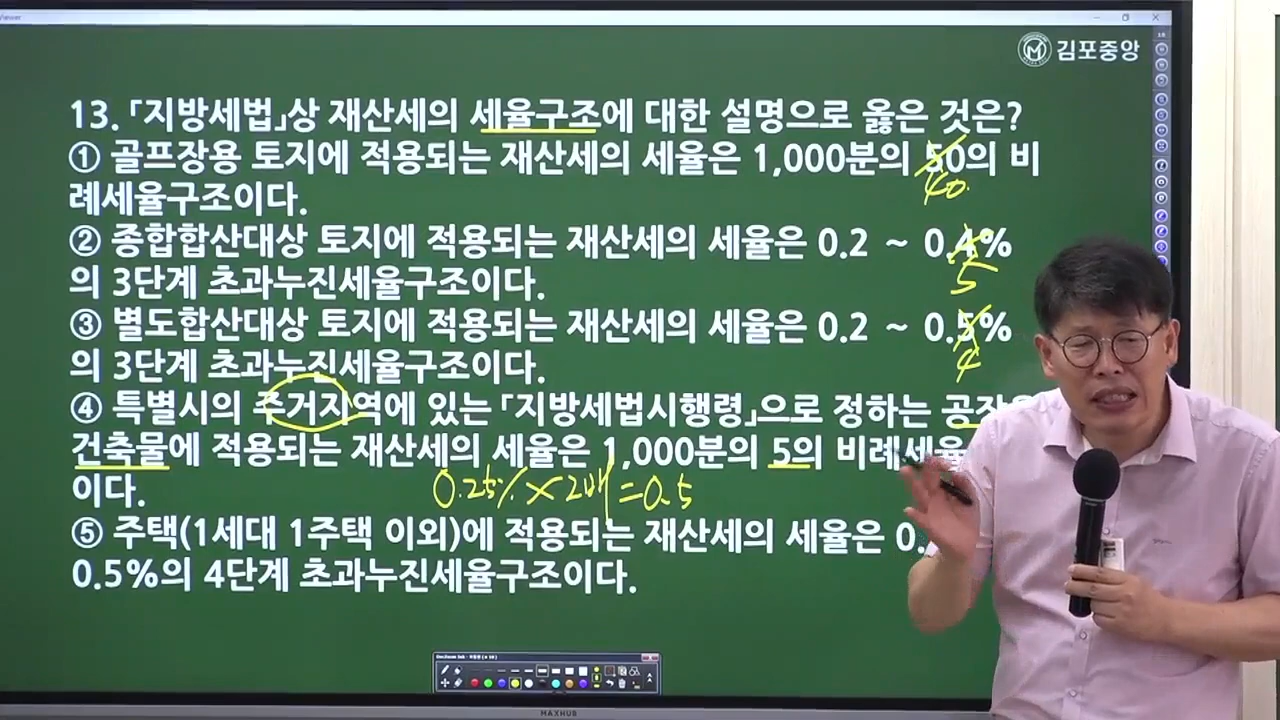 김포중앙
13. 「지방세법」상 재산세의 세율구조에 대한 설명으로 옳은 것은?
① 골프장용 토지에 적용되는 재산세의 세율은 1,000분의 50의 비
40
례세율구조이다.
② 종합합산대상 토지에 적용되는 재산세의 세율은 0.2 ~ 0.4%
5
의 3단계 초과누진세율구조이다.
③ 별도합산대상 토지에 적용되는 재산세의 세율은 0.2 ~ 0.5%
4
의 3단계 초과누진세율구조이다.
④ 특별시의 주거지역에 있는 「지방세법시행령」으로 정하는
건축물에 적용되는 재산세의 세율은 1,000분의 5의 비례세율
이다.
0.25% × 2배 = 0.5
⑤ 주택(1세대 1주택 이외)에 적용되는 재산세의 세율은 0.
0.5%의 4단계 초과누진세율구조이다.
MAXHUB